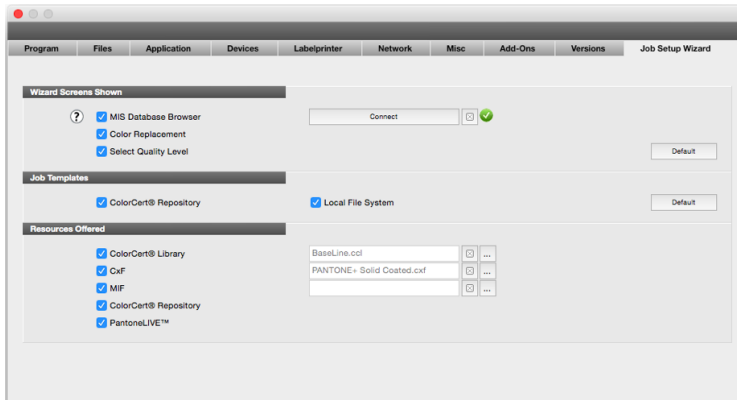 Program Files Application Devices Labelprinter Network Misc Add-Ons Versions Job Setup Wizard
Wizard Screens Shown
? MIS Database Browser Connect
Color Replacement
Select Quality Level Default
Job Templates
ColorCert® Repository Local File System Default
Resources Offered
ColorCert® Library BaseLine.ccl ...
CxF PANTONE+ Solid Coated.cxf ...
MIF ...
ColorCert® Repository
PantoneLIVE™